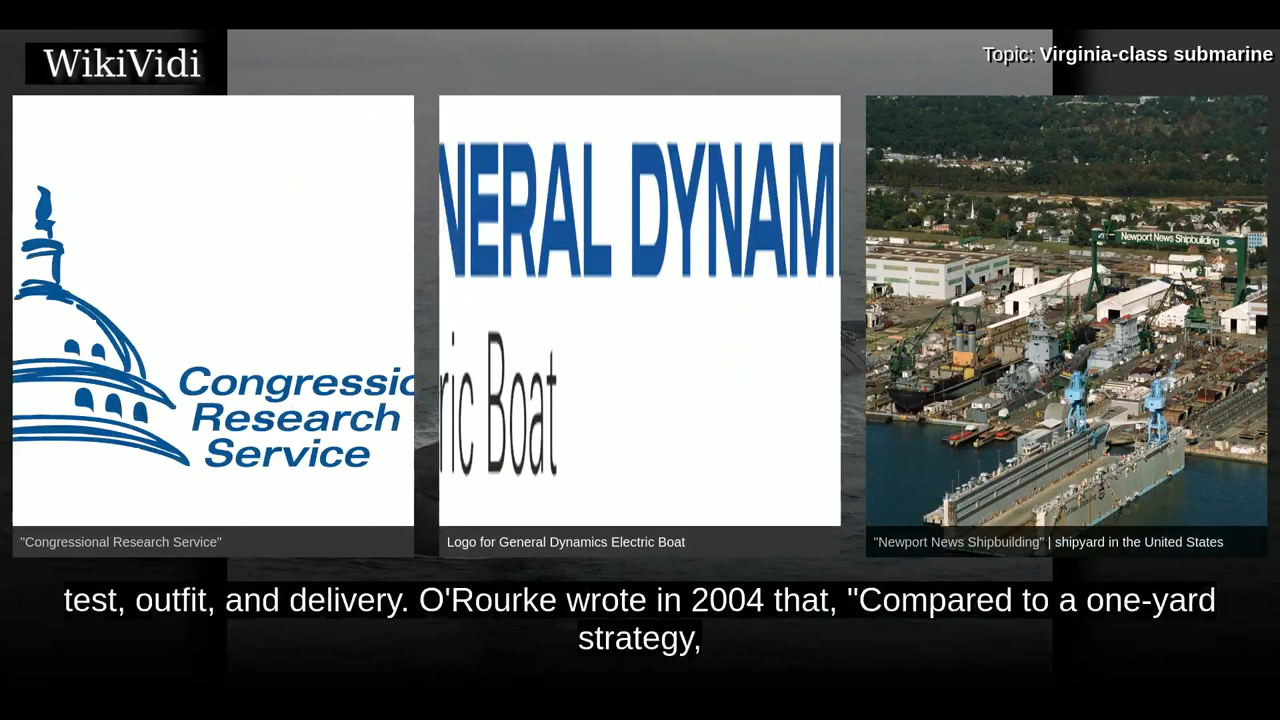 WikiVidi
Topic: Virginia-class submarine
Congressio
Research
Service
NERAL DYNAMI
ric Boat
Newport News Shipbuilding
"Congressional Research Service"
Logo for General Dynamics Electric Boat
"Newport News Shipbuilding" | shipyard in the United States
test, outfit, and delivery. O'Rourke wrote in 2004 that, "Compared to a one-yard
strategy,